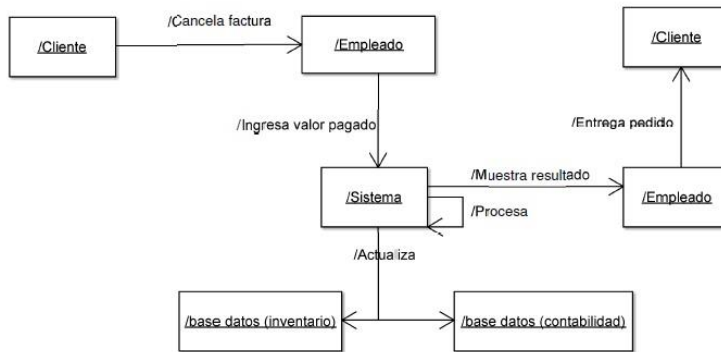 /Cancela factura
/Cliente
/Empleado
/Cliente
/Ingresa valor pagado
/Entrega pedido
/Muestra resultado
/Sistema
/Procesa
/Empleado
/Actualiza
/base datos (inventario)
/base datos (contabilidad)